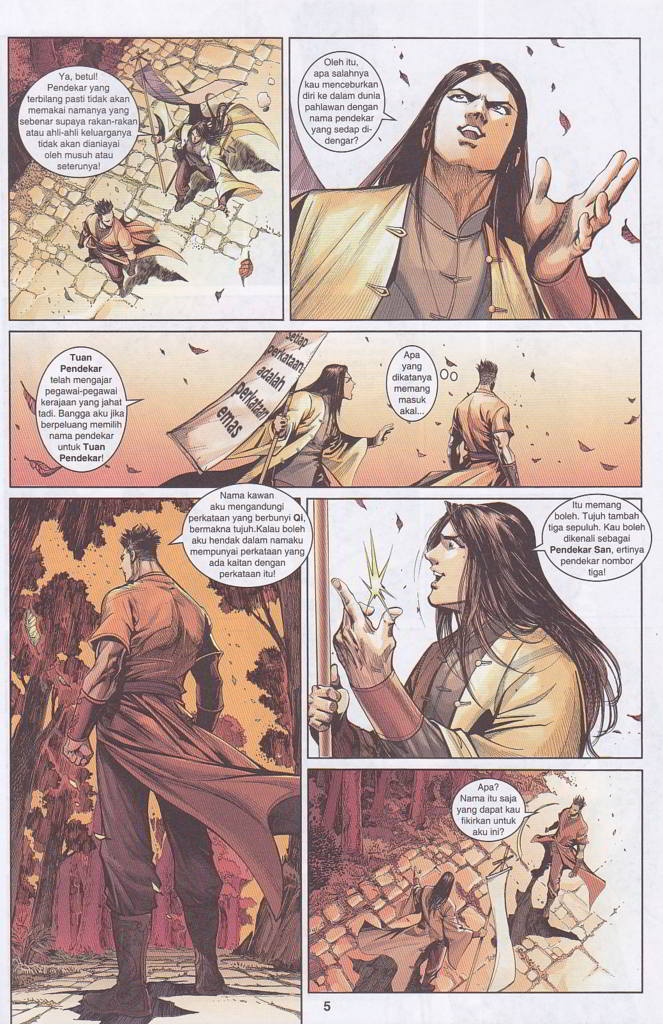 Ya, betul!
Pendekar yang
terbilang pasti tidak akan
memakai namanya yang
sebenar supaya rakan-rakan
atau ahli-ahli keluarganya
tidak akan dianiayai
oleh musuh atau
seterunya!
Oleh itu,
apa salahnya
kau menceburkan
diri ke dalam dunia
pahlawan dengan
nama pendekar
yang sedap di-
dengar?
Tuan
Pendekar
telah mengajar
pegawai-pegawai
kerajaan yang jahat
tadi. Bangga aku jika
berpeluang memilih
nama pendekar
untuk Tuan
Pendekar!
Setiap
perkataan
adalah
perkataan
emas
Apa
yang
dikatanya
memang
masuk
akal...
Nama kawan
aku mengandungi
perkataan yang berbunyi Qi,
bermakna tujuh.Kalau boleh
aku hendak dalam namaku
mempunyai perkataan yang
ada kaitan dengan
perkataan itu!
Itu memang
boleh. Tujuh tambah
tiga sepuluh. Kau boleh
dikenali sebagai
Pendekar San, ertinya
pendekar nombor
tiga!
Apa?
Nama itu saja
yang dapat kau
fikirkan untuk
aku ini?
5